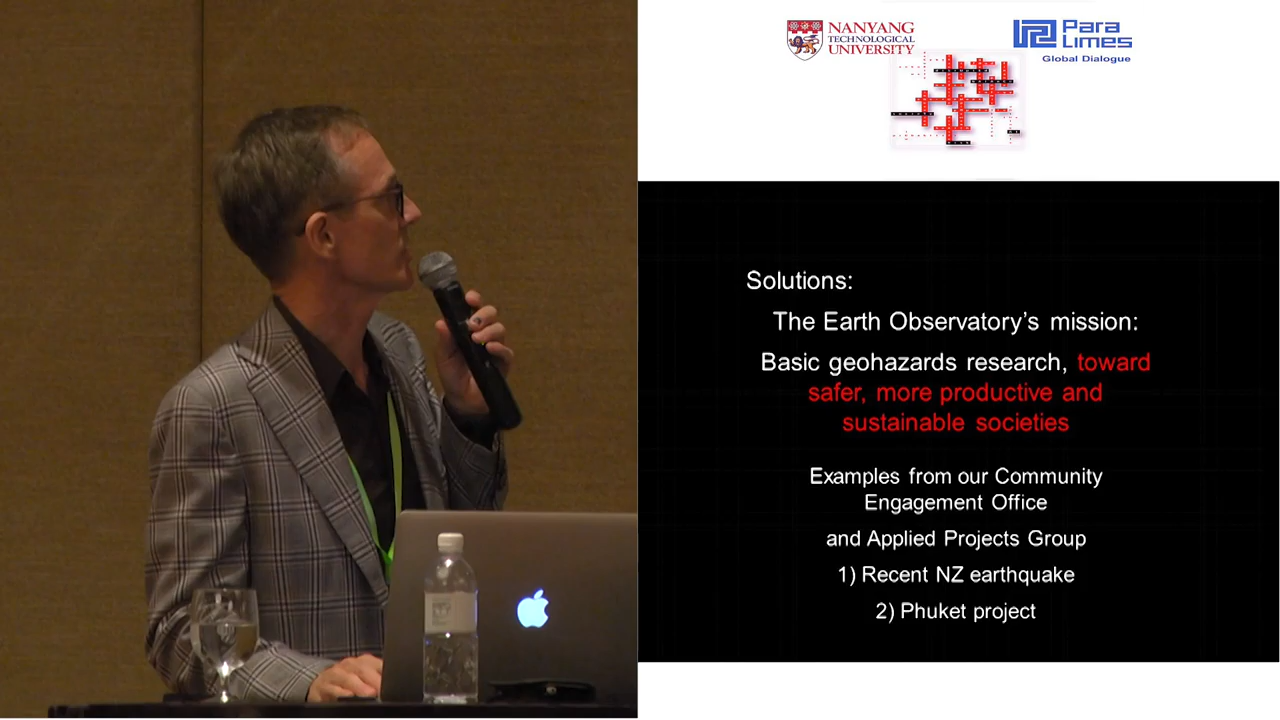 NANYANG
TECHNOLOGICAL
UNIVERSITY
Para
Limes
Global Dialogue
Solutions:
The Earth Observatory’s mission:
Basic geohazards research, toward
safer, more productive and
sustainable societies
Examples from our Community
Engagement Office
and Applied Projects Group
1) Recent NZ earthquake
2) Phuket project